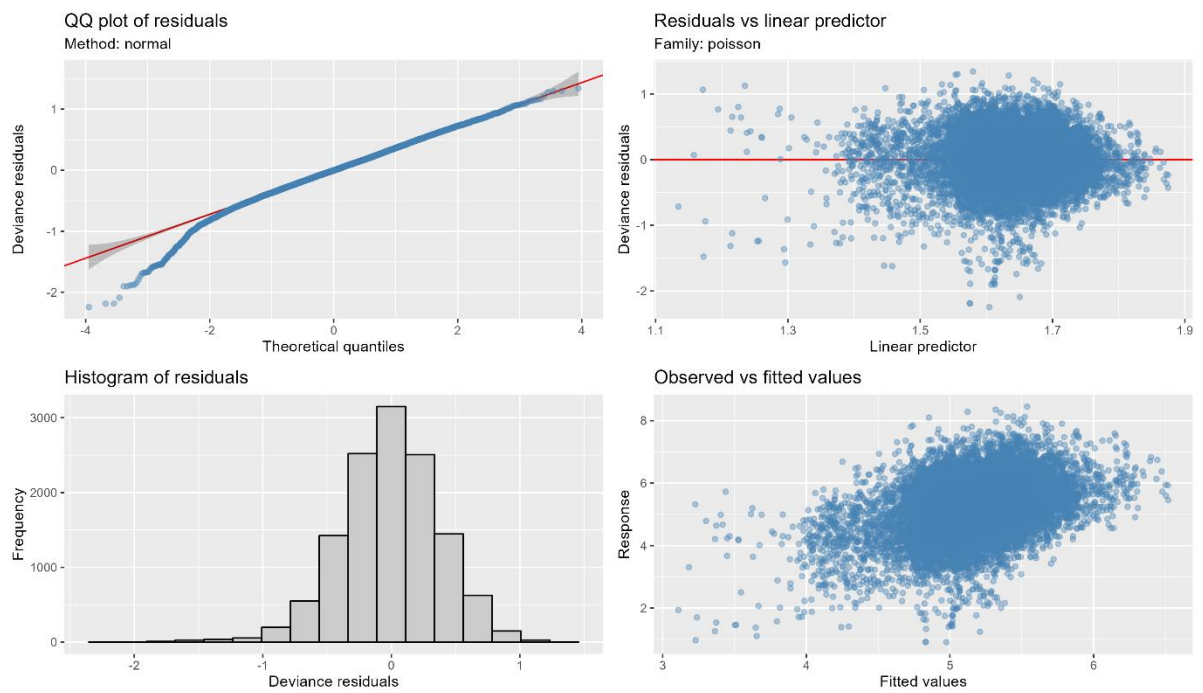 QQ plot of residuals
Method: normal
Deviance residuals
1
0
-1
-2
-4
-2
0
2
4
Theoretical quantiles
Residuals vs linear predictor
Family: poisson
Deviance residuals
1
0
-1
-2
1.1
1.3
1.5
1.7
1.9
Linear predictor
Histogram of residuals
Frequency
3000
2000
1000
0
-2
-1
0
1
Deviance residuals
Observed vs fitted values
Response
8
6
4
2
3
4
5
6
Fitted values